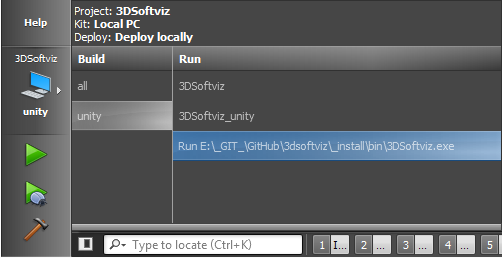 Help
3DSoftviz
unity
Project: 3DSoftviz
Kit: Local PC
Deploy: Deploy locally
Build
Run
all
3DSoftviz
unity
3DSoftviz_unity
Run E:\_GIT_\GitHub\3dsoftviz\_install\bin\3DSoftviz.exe
Type to locate (Ctrl+K)
1 I... 2 ... 3 ... 4 ... 5